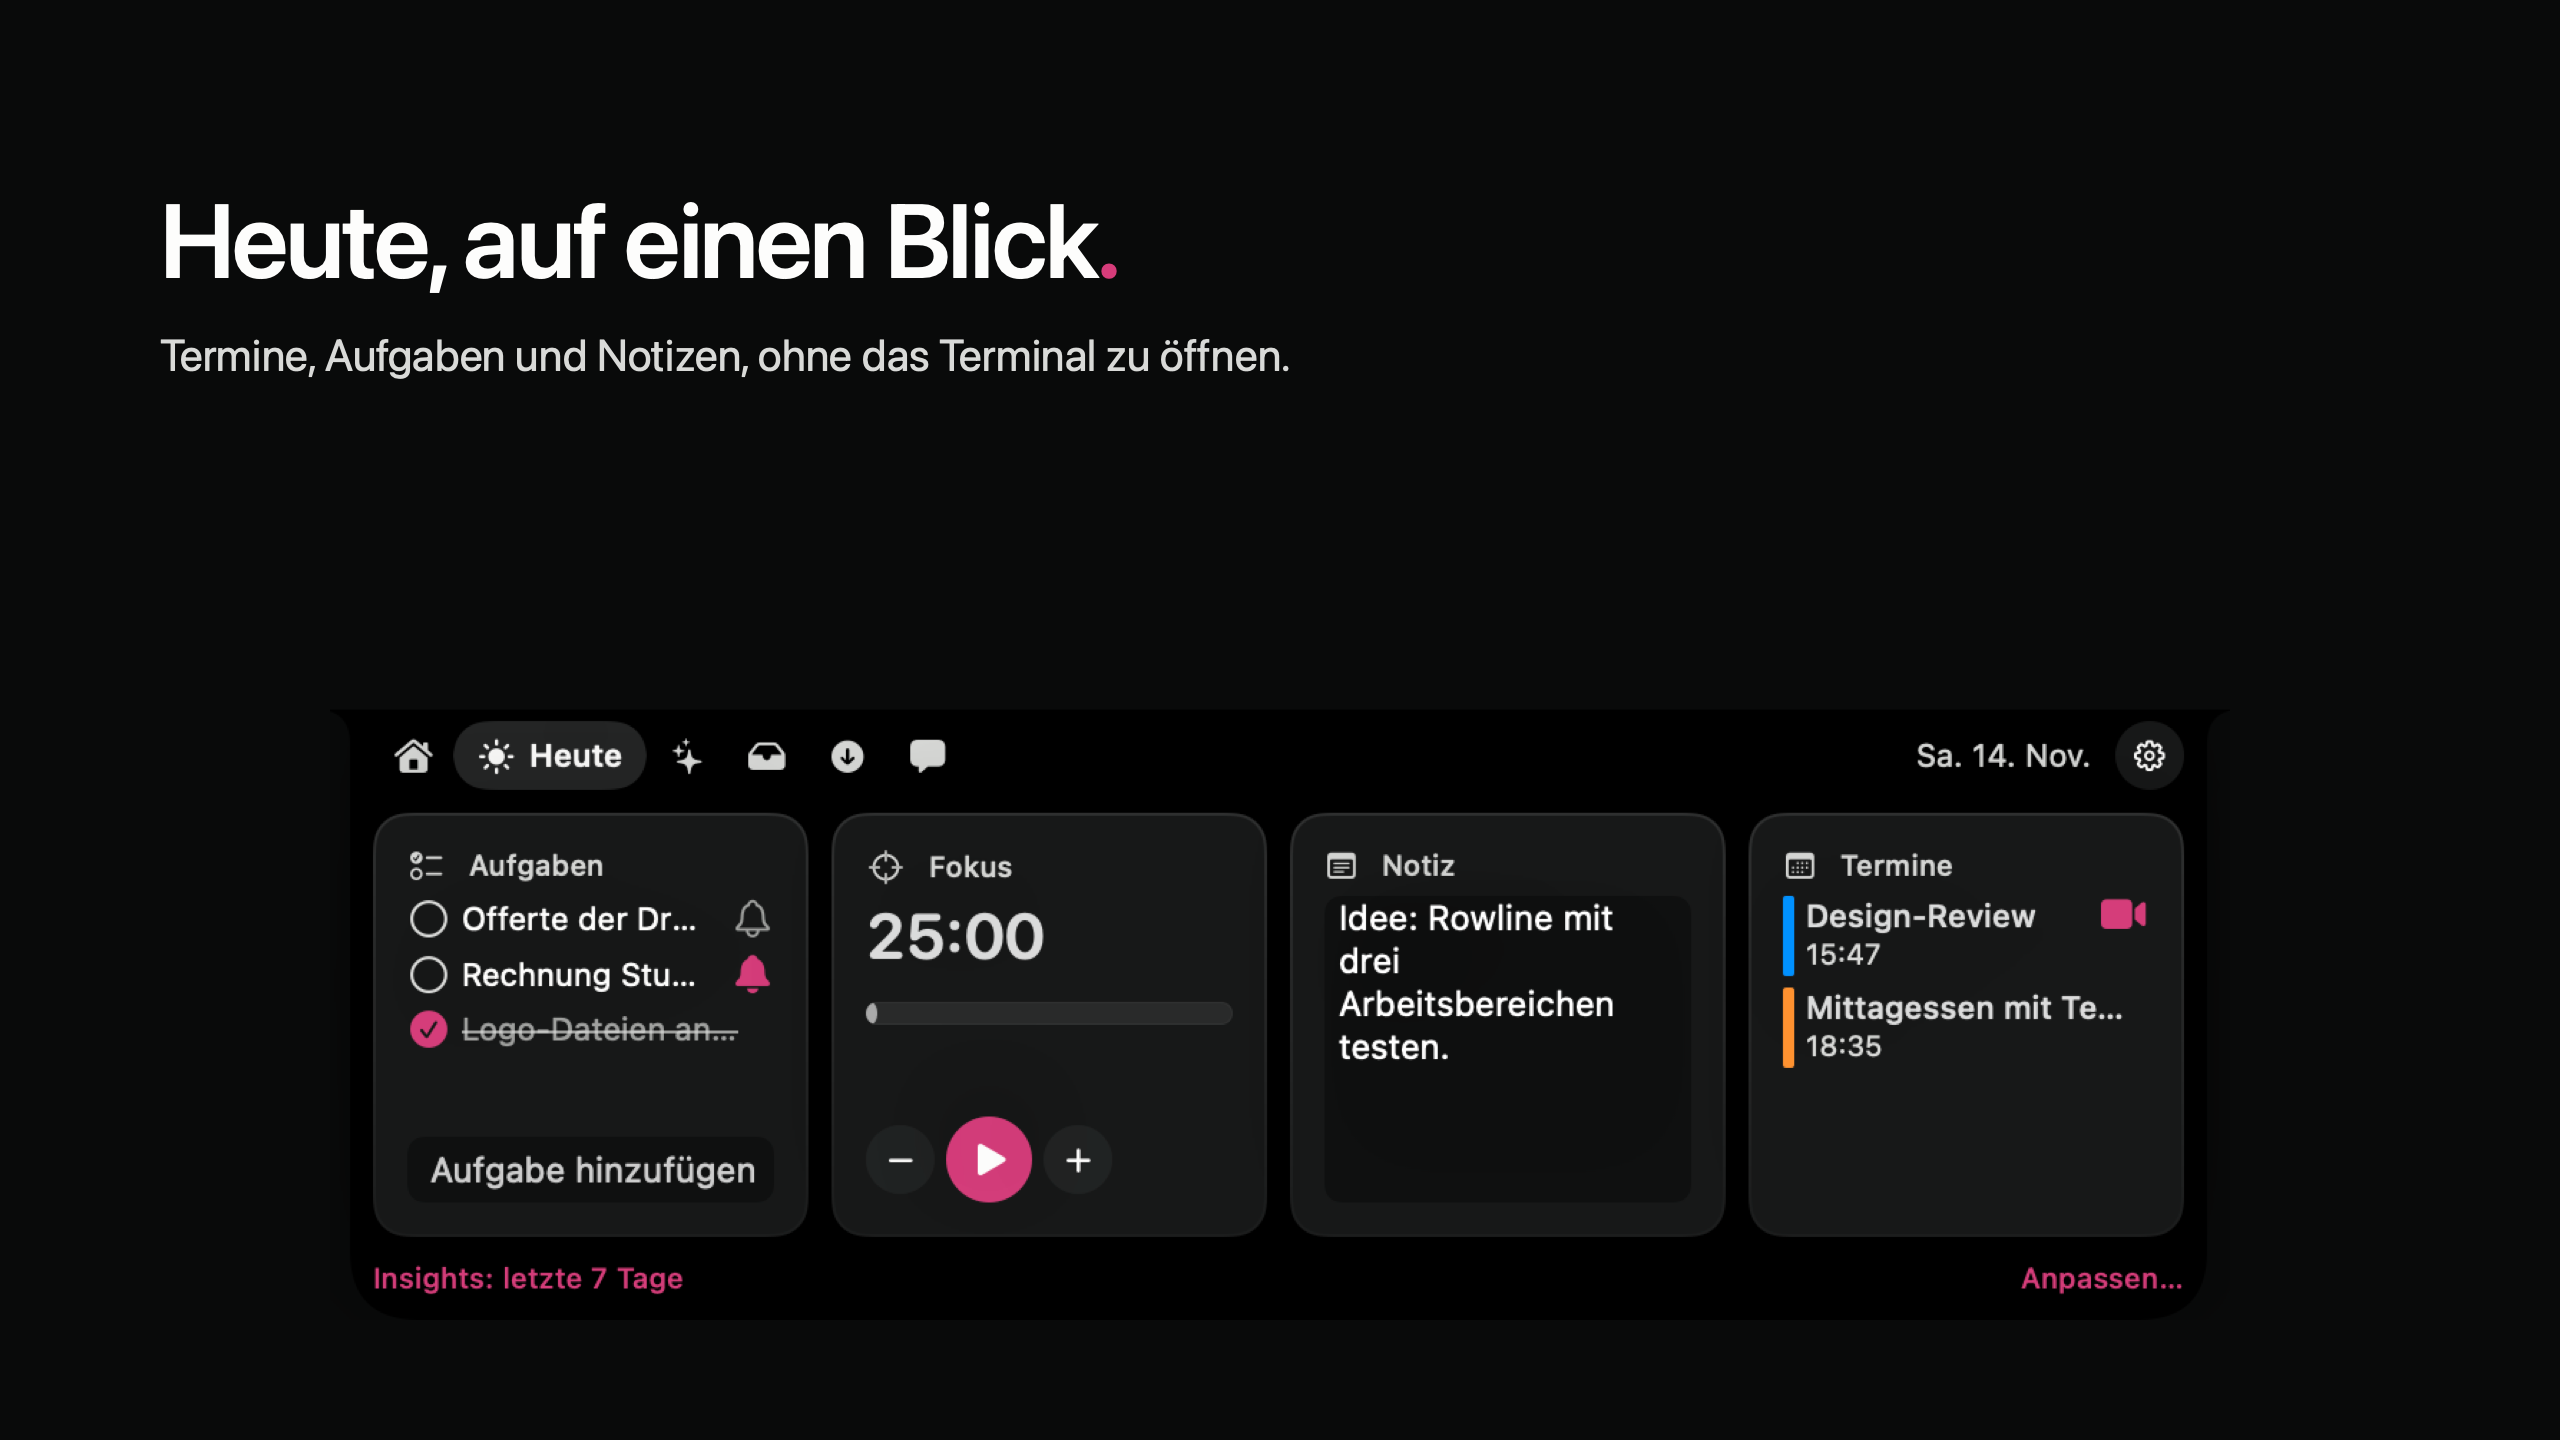 Heute, auf einen Blick.
Termine, Aufgaben und Notizen, ohne das Terminal zu öffnen.
Heute
Sa. 14. Nov.
Aufgaben
Offerte der Dr...
Rechnung Stu...
Logo-Dateien an...
Aufgabe hinzufügen
Fokus
25:00
Notiz
Idee: Rowline mit
drei
Arbeitsbereichen
testen.
Termine
Design-Review
15:47
Mittagessen mit Te...
18:35
Insights: letzte 7 Tage
Anpassen...